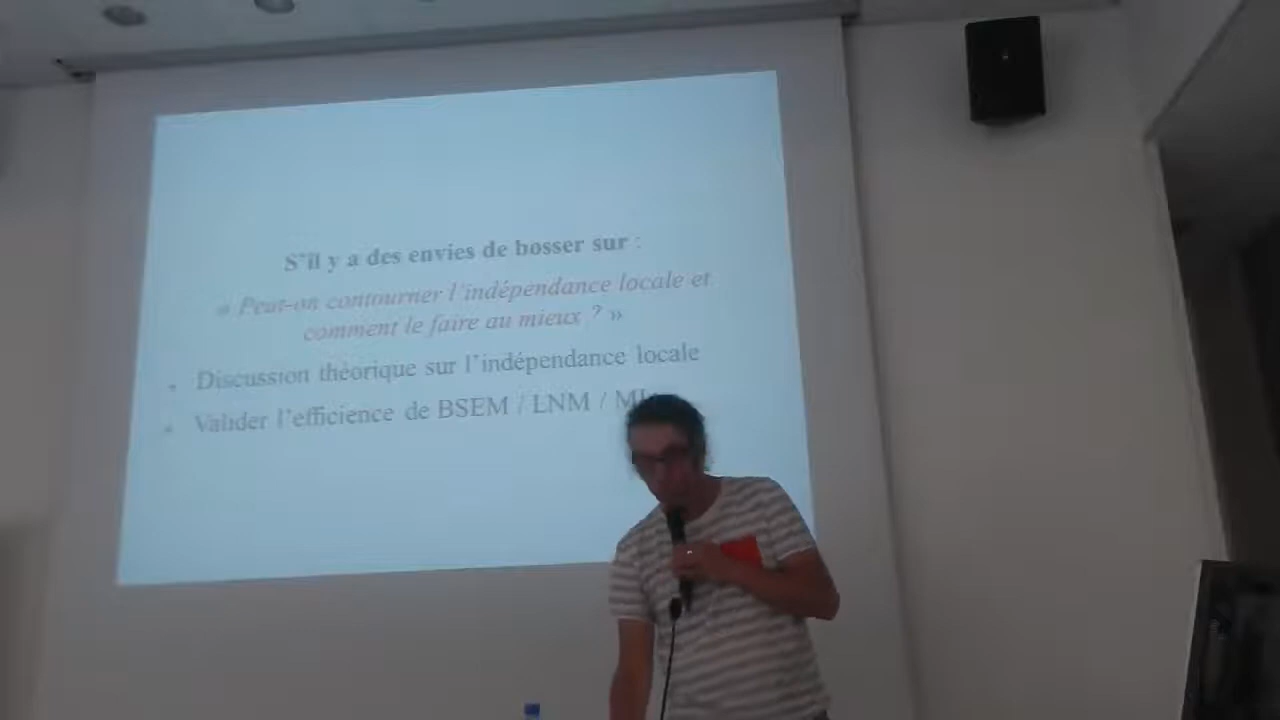 S'il y a des envies de bosser sur :
« Peut-on contourner l'indépendance locale et
comment le faire au mieux ? »
• Discussion théorique sur l'indépendance locale
• Valider l'efficience de BSEM / LNM /